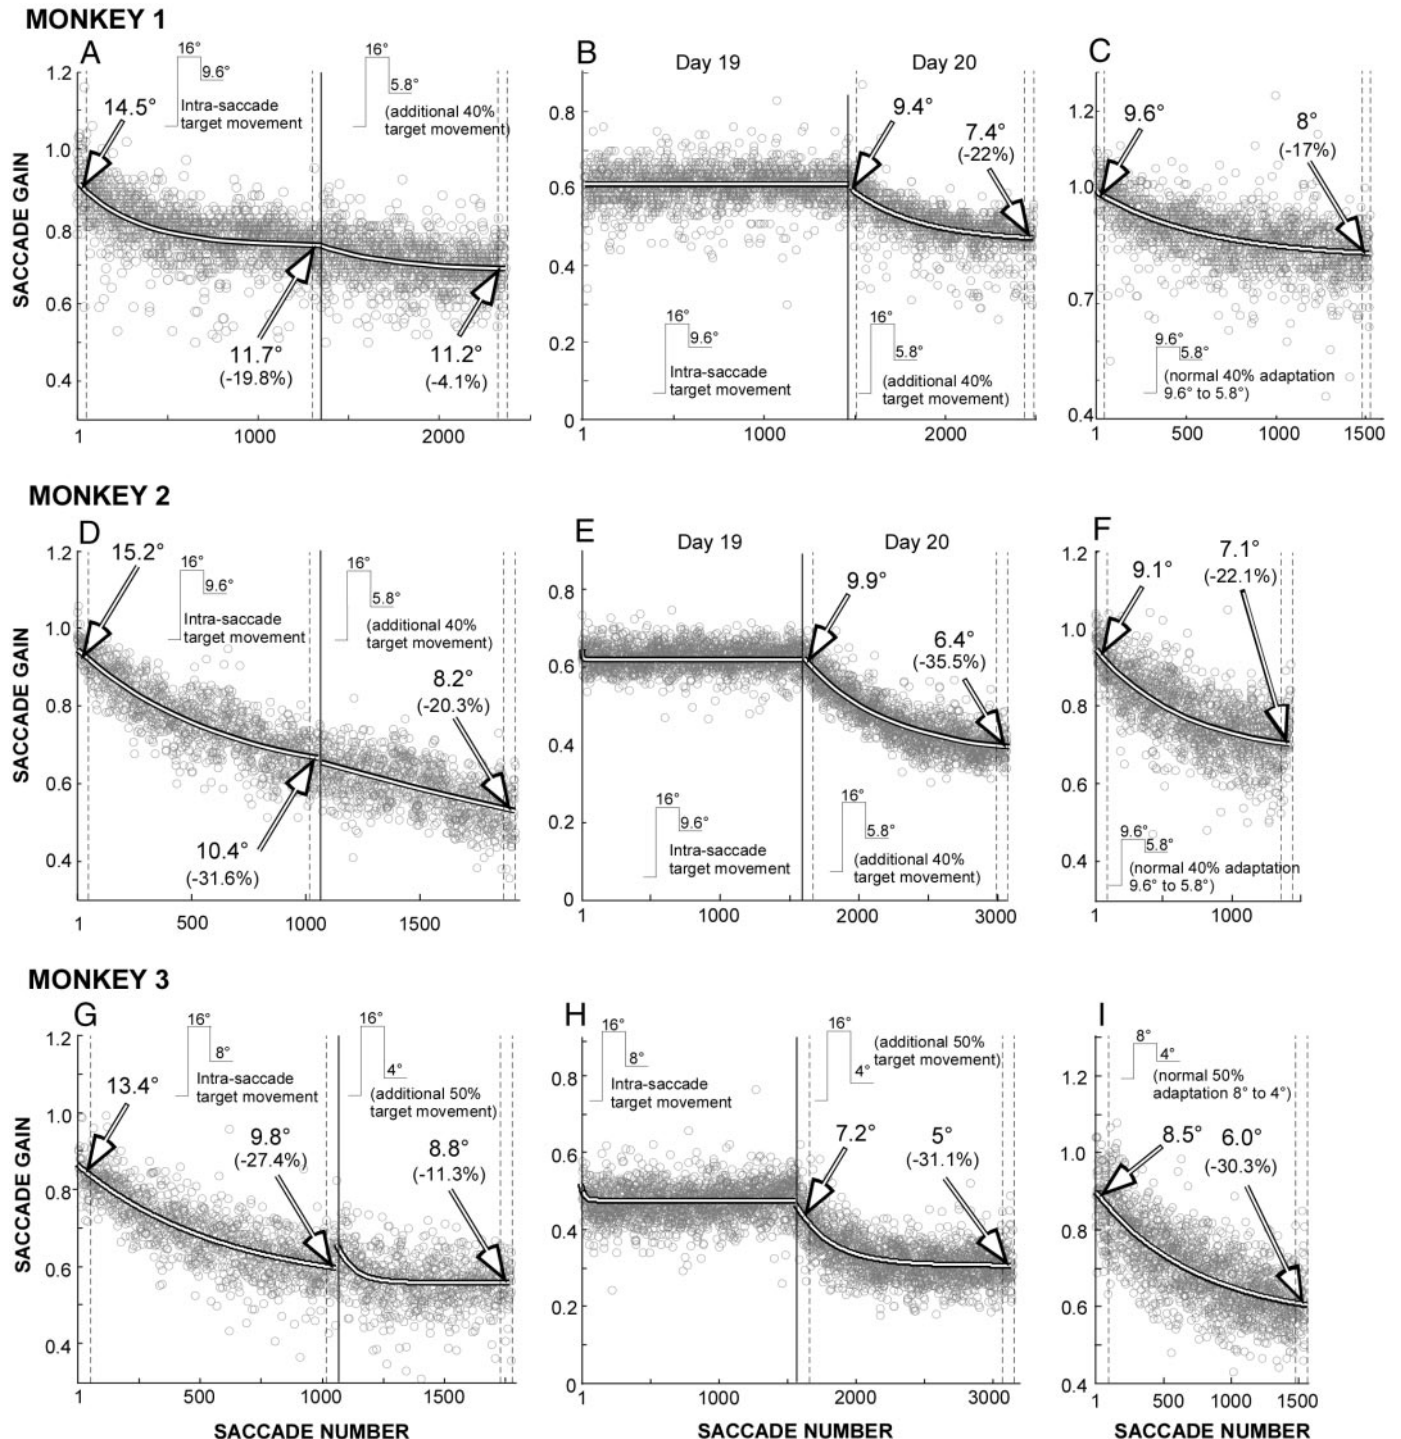 MONKEY 1
A
16°
9.6°
Intra-saccade
target movement
16°
5.8°
(additional 40%
target movement)
14.5°
11.7°
(-19.8%)
11.2°
(-4.1%)
SACCADE GAIN
1.2
1.0
0.8
0.6
0.4
1
1000
2000
B
Day 19
Day 20
9.4°
7.4°
(-22%)
16°
9.6°
Intra-saccade
target movement
16°
5.8°
(additional 40%
target movement)
0.8
0.6
0.4
0.2
0
1
1000
2000
C
9.6°
8°
(-17%)
9.6°
5.8°
(normal 40% adaptation
9.6° to 5.8°)
1.2
1.0
0.7
0.4
1
500
1000
1500
MONKEY 2
D
15.2°
16°
9.6°
Intra-saccade
target movement
16°
5.8°
(additional 40%
target movement)
8.2°
(-20.3%)
10.4°
(-31.6%)
SACCADE GAIN
1.2
1.0
0.8
0.6
0.4
1
500
1000
1500
E
Day 19
Day 20
9.9°
6.4°
(-35.5%)
16°
9.6°
Intra-saccade
target movement
16°
5.8°
(additional 40%
target movement)
0.8
0.6
0.4
0.2
0
1
1000
2000
3000
F
9.1°
7.1°
(-22.1%)
9.6°
5.8°
(normal 40% adaptation
9.6° to 5.8°)
1.2
1.0
0.8
0.6
0.4
1
1000
MONKEY 3
G
16°
8°
Intra-saccade
target movement
16°
4°
(additional 50%
target movement)
13.4°
9.8°
(-27.4%)
8.8°
(-11.3%)
SACCADE GAIN
1.2
1.0
0.8
0.6
0.4
1
500
1000
1500
SACCADE NUMBER
H
16°
8°
Intra-saccade
target movement
16°
4°
(additional 50%
target movement)
7.2°
5°
(-31.1%)
0.8
0.6
0.4
0.2
0
1
1000
2000
3000
SACCADE NUMBER
I
8°
4°
(normal 50%
adaptation 8° to 4°)
8.5°
6.0°
(-30.3%)
1.2
1.0
0.8
0.6
0.4
1
500
1000
1500
SACCADE NUMBER